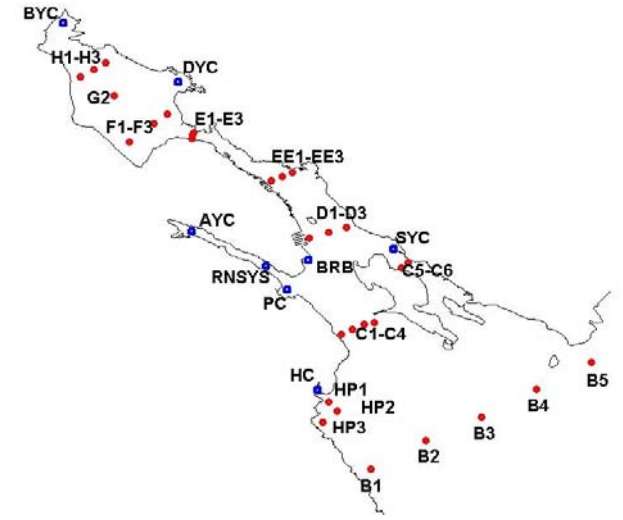 BYC
H1-H3
DYC
G2
E1-E3
F1-F3
EE1-EE3
D1-D3
AYC
SYC
BRB
C5-C6
RNSYS
PC
C1-C4
HC
HP1
B5
HP2
B4
HP3
B3
B2
B1